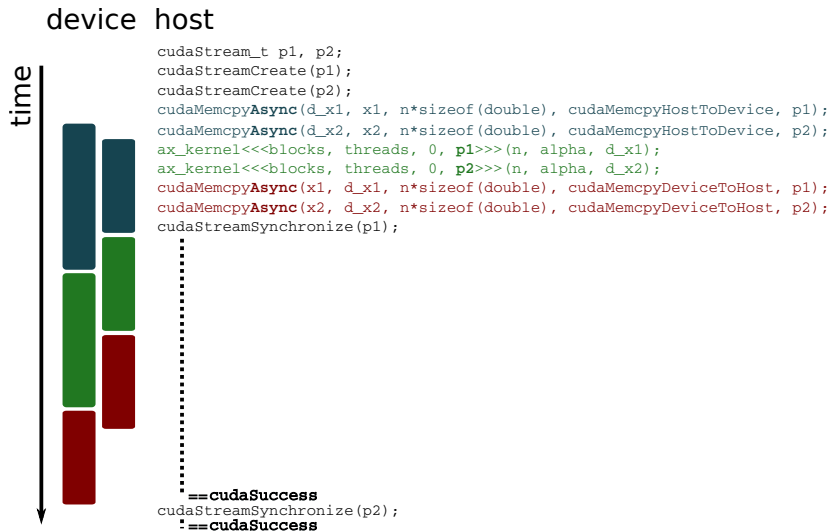 device host
time
cudaStream_t p1, p2;
cudaStreamCreate(p1);
cudaStreamCreate(p2);
cudaMemcpyAsync(d_x1, x1, n*sizeof(double), cudaMemcpyHostToDevice, p1);
cudaMemcpyAsync(d_x2, x2, n*sizeof(double), cudaMemcpyHostToDevice, p2);
ax_kernel<<<blocks, threads, 0, p1>>>(n, alpha, d_x1);
ax_kernel<<<blocks, threads, 0, p2>>>(n, alpha, d_x2);
cudaMemcpyAsync(x1, d_x1, n*sizeof(double), cudaMemcpyDeviceToHost, p1);
cudaMemcpyAsync(x2, d_x2, n*sizeof(double), cudaMemcpyDeviceToHost, p2);
cudaStreamSynchronize(p1);
==cudaSuccess
cudaStreamSynchronize(p2);
==cudaSuccess